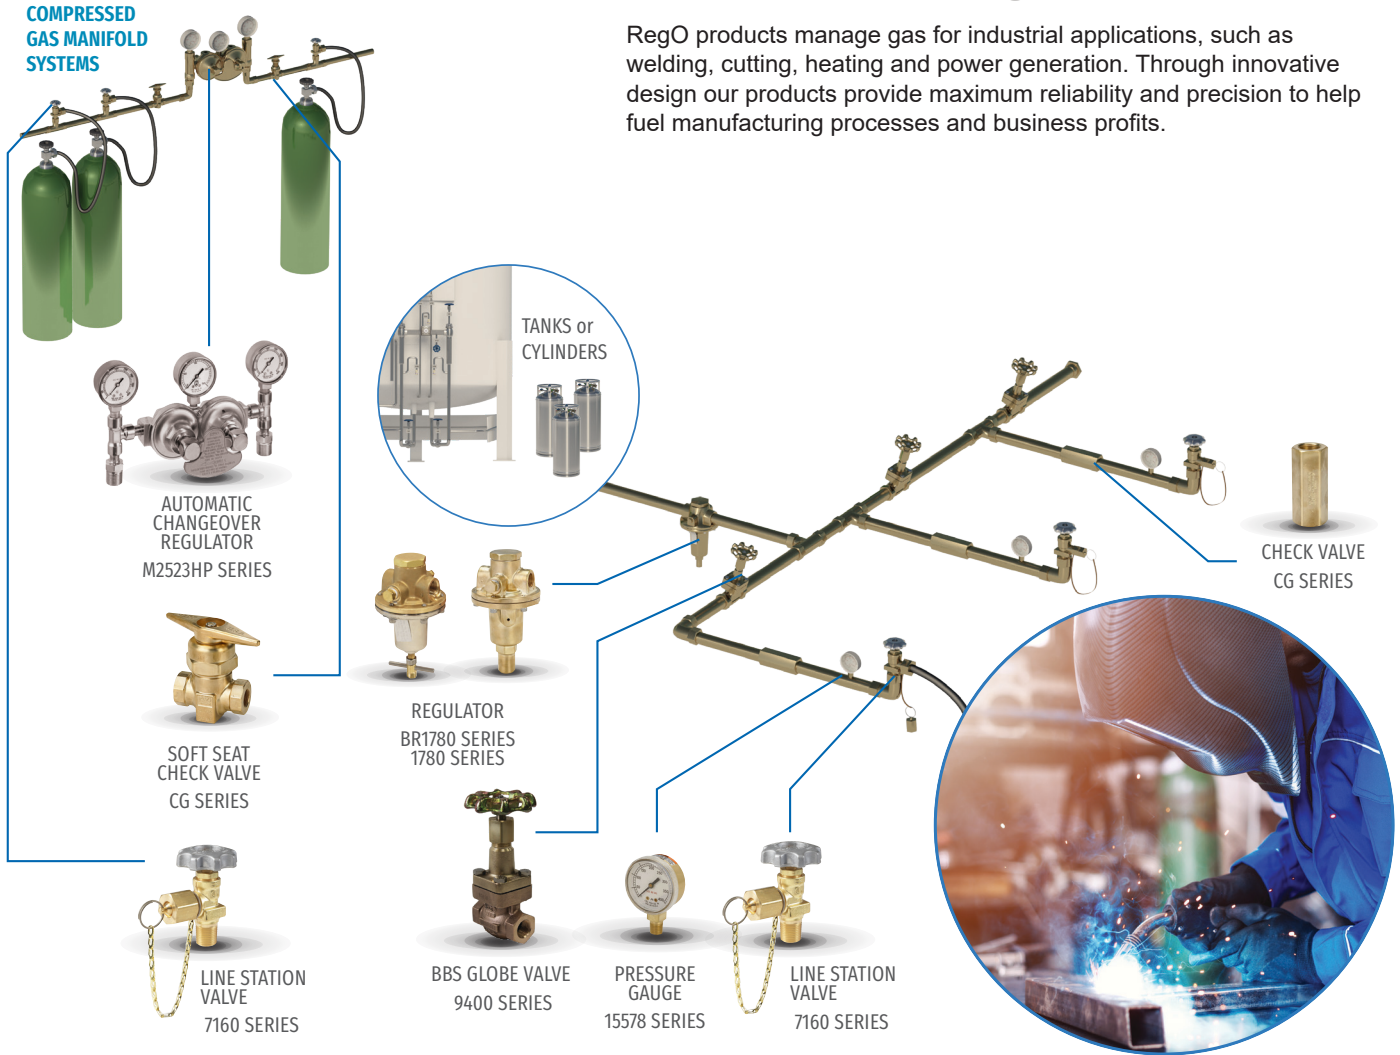 COMPRESSED
GAS MANIFOLD
SYSTEMS
RegO products manage gas for industrial applications, such as
welding, cutting, heating and power generation. Through innovative
design our products provide maximum reliability and precision to help
fuel manufacturing processes and business profits.
TANKS or
CYLINDERS
AUTOMATIC
CHANGEOVER
REGULATOR
M2523HP SERIES
CHECK VALVE
CG SERIES
REGULATOR
BR1780 SERIES
1780 SERIES
SOFT SEAT
CHECK VALVE
CG SERIES
LINE STATION
VALVE
7160 SERIES
BBS GLOBE VALVE
9400 SERIES
PRESSURE
GAUGE
15578 SERIES
LINE STATION
VALVE
7160 SERIES